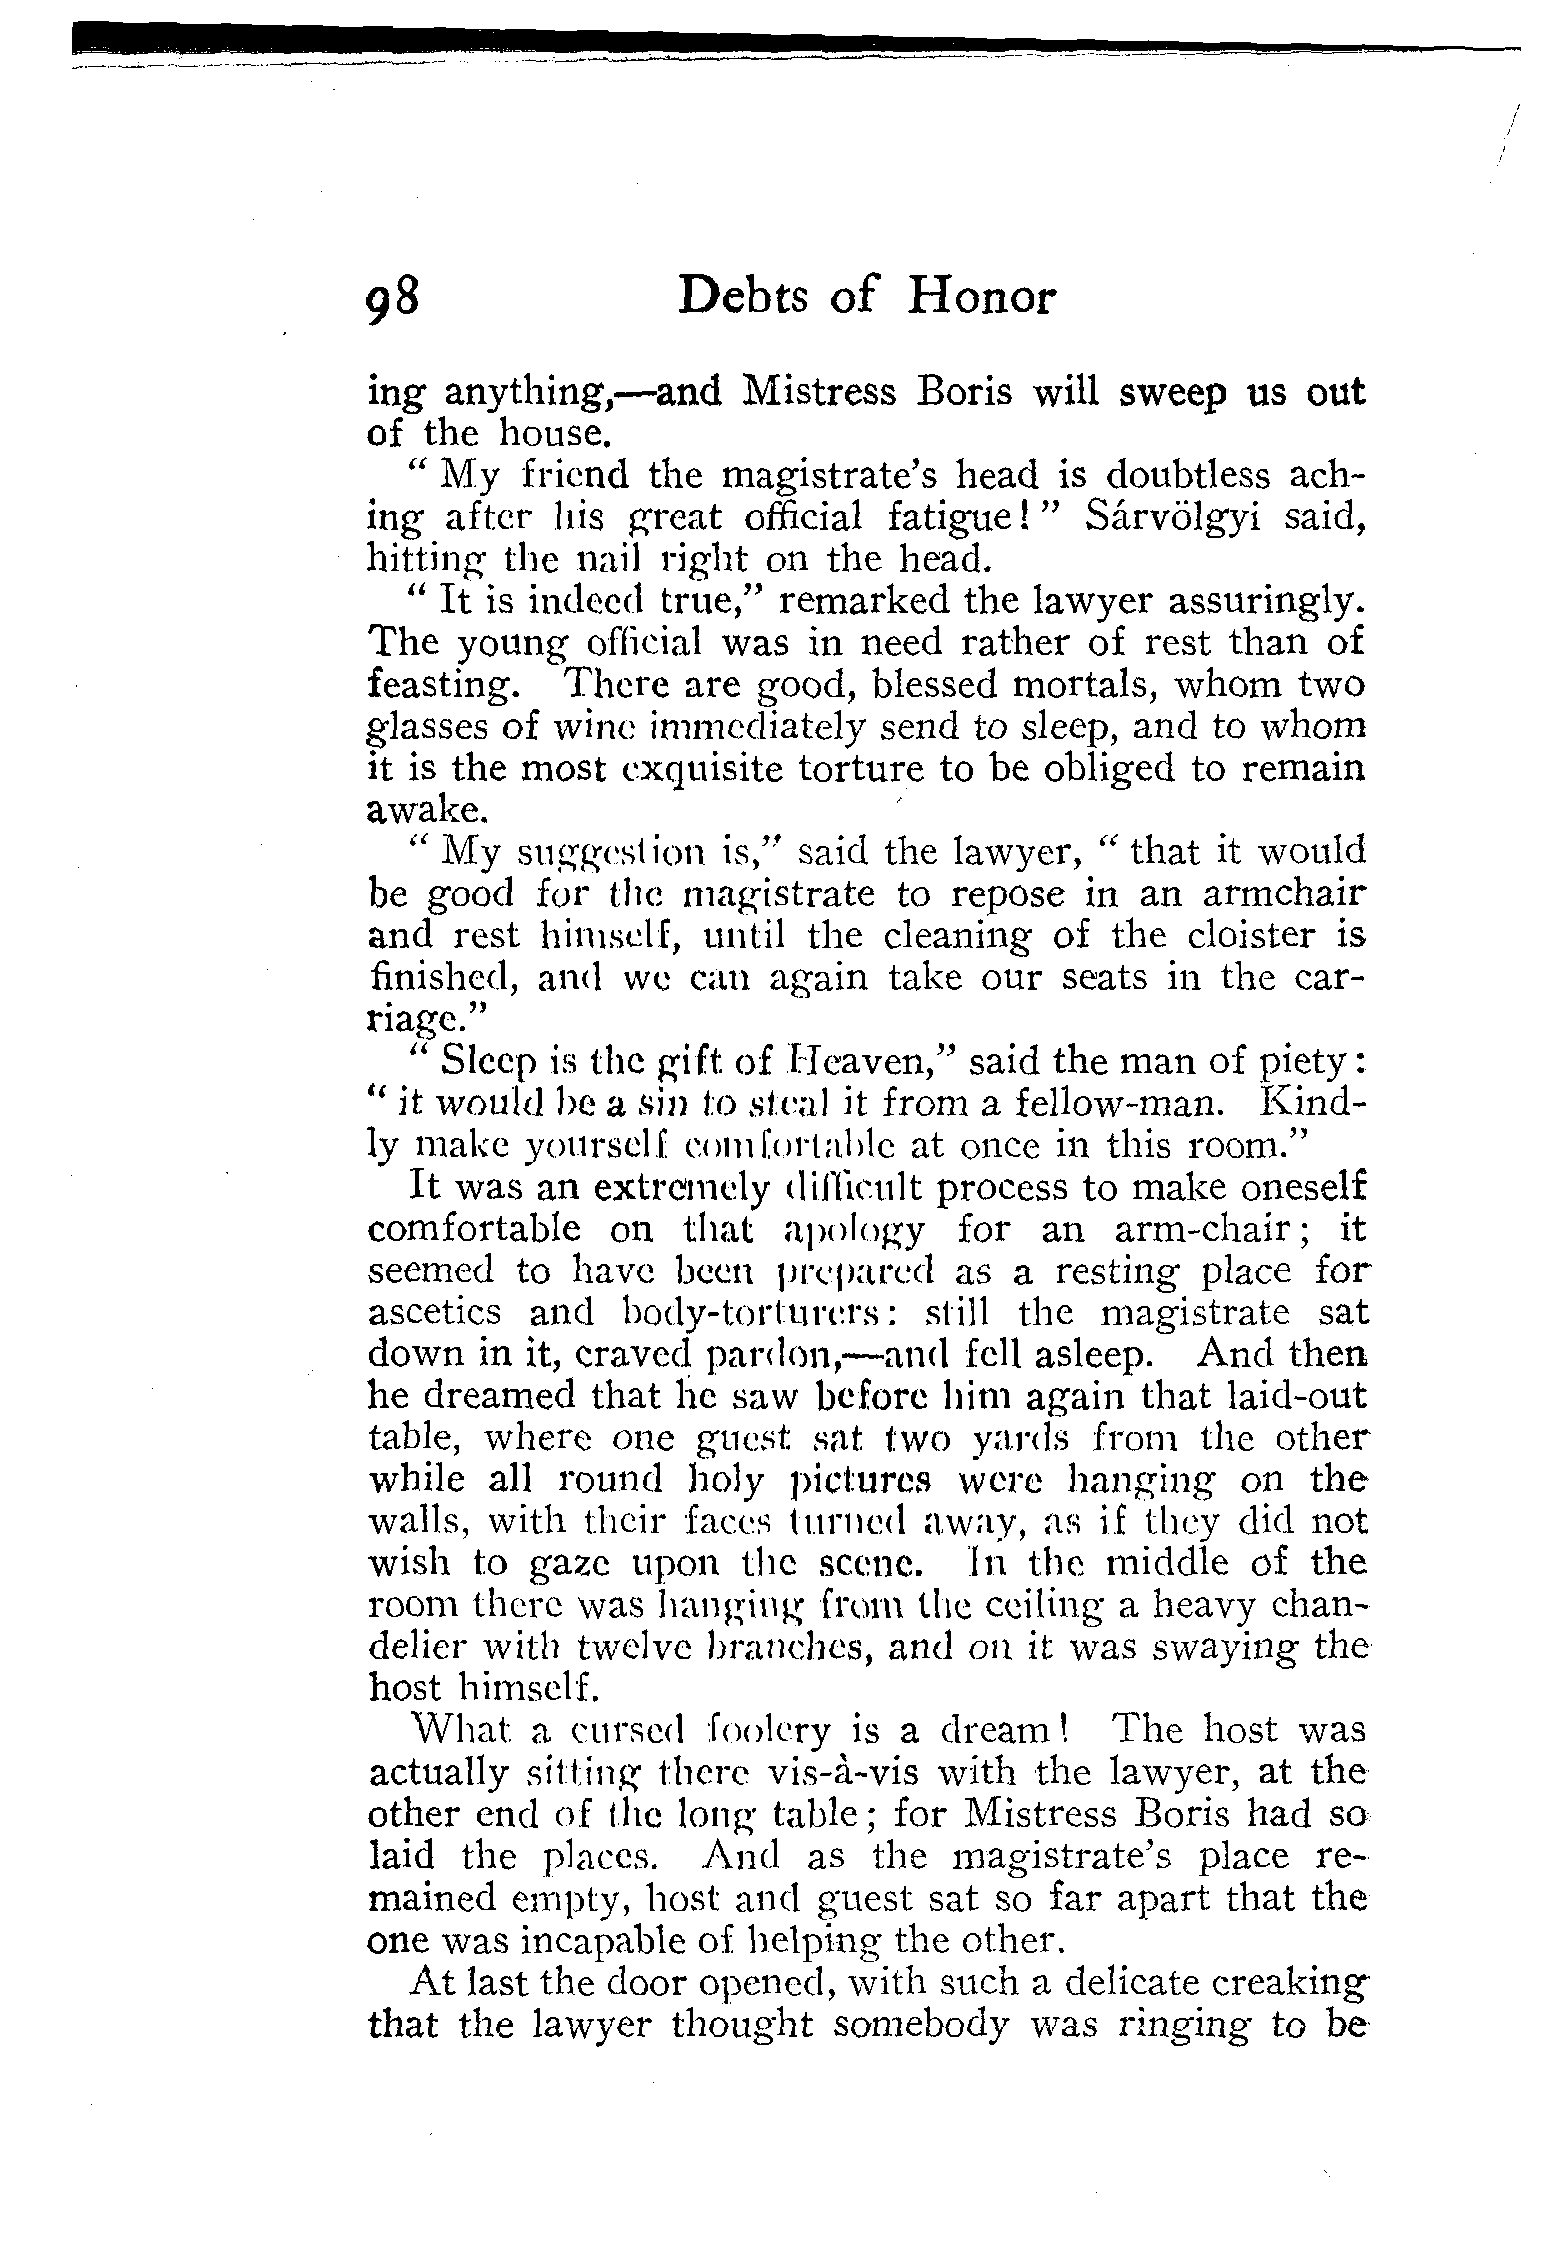 98 Debts of Honor
ing anything,—and Mistress Boris will sweep us out
of the house.
“ My friend the magistrate’s head is doubtless ach-
ing after his great official fatigue! ” Sárvölgyi said,
hitting the nail right on the head.
“ It is indeed true,” remarked the lawyer assuringly.
The young official was in need rather of rest than of
feasting. There are good, blessed mortals, whom two
glasses of wine immediately send to sleep, and to whom
it is the most exquisite torture to be obliged to remain
awake.
“ My suggestion is,” said the lawyer, “ that it would
be good for the magistrate to repose in an armchair
and rest himself, until the cleaning of the cloister is
finished, and we can again take our seats in the car-
riage.”
“ Sleep is the gift of Heaven,” said the man of piety:
“ it would be a sin to steal it from a fellow-man. Kind-
ly make yourself comfortable at once in this room.”
It was an extremely difficult process to make oneself
comfortable on that apology for an arm-chair; it
seemed to have been prepared as a resting place for
ascetics and body-torturers: still the magistrate sat
down in it, craved pardon,—and fell asleep. And then
he dreamed that he saw before him again that laid-out
table, where one guest sat two yards from the other
while all round holy pictures were hanging on the
walls, with their faces turned away, as if they did not
wish to gaze upon the scene. In the middle of the
room there was hanging from the ceiling a heavy chan-
delier with twelve branches, and on it was swaying the
host himself.
What a cursed foolery is a dream! The host was
actually sitting there vis-à-vis with the lawyer, at the
other end of the long table; for Mistress Boris had so
laid the places. And as the magistrate’s place re-
mained empty, host and guest sat so far apart that the
one was incapable of helping the other.
At last the door opened, with such a delicate creaking
that the lawyer thought somebody was ringing to be